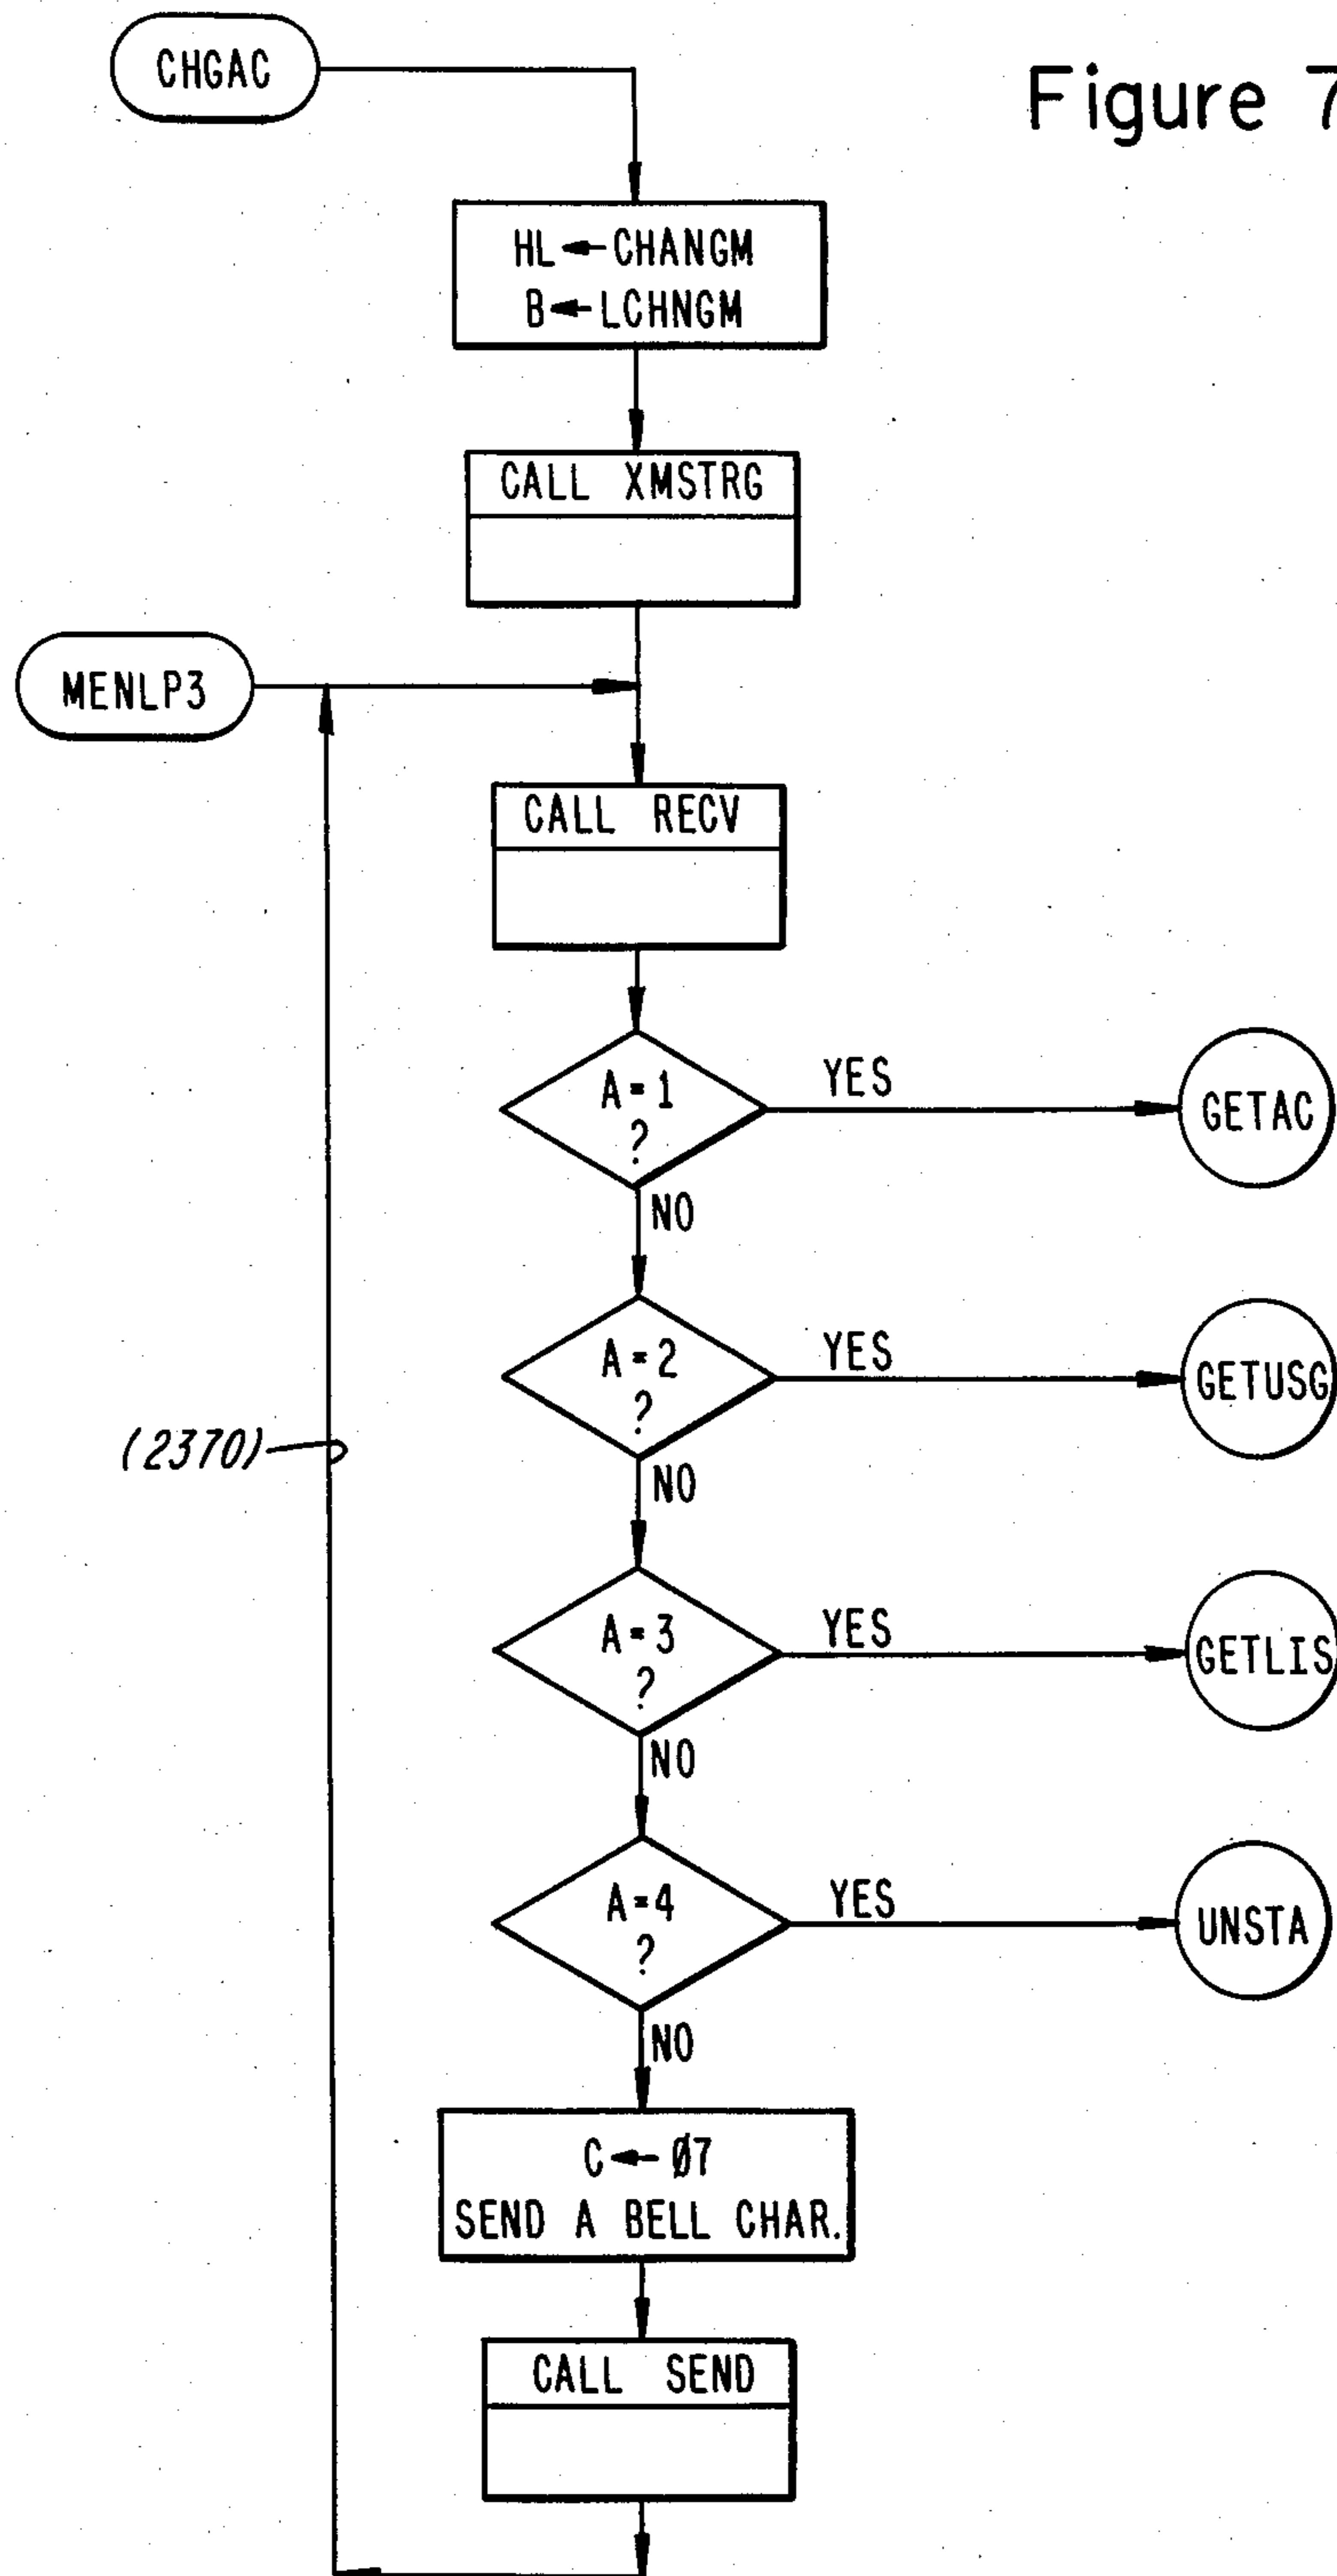 CHGAC
Figure 7
HL←CHANGM
B←LCHNGM
CALL XMSTRG
MENLP3
CALL RECV
A=1
?
YES
GETAC
NO
A=2
?
YES
GETUSG
(2370)
NO
A=3
?
YES
GETLIS
NO
A=4
?
YES
UNSTA
NO
C←Ø7
SEND A BELL CHAR.
CALL SEND